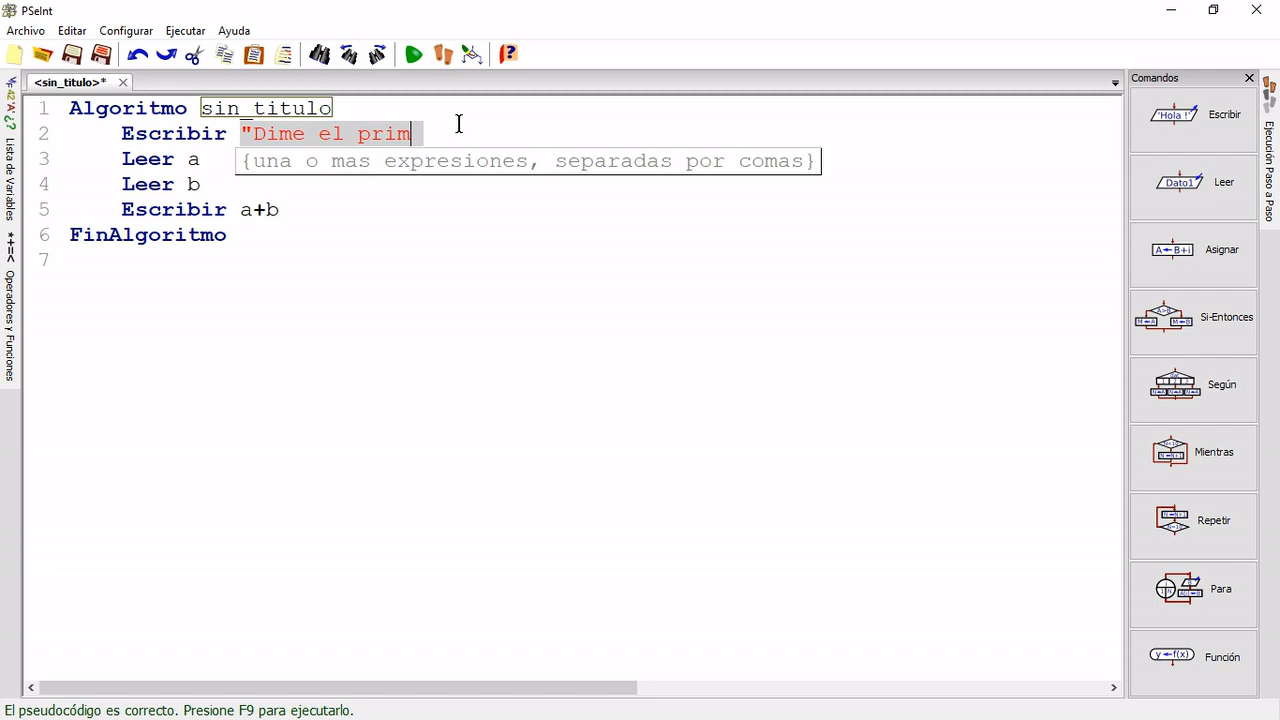 PSeInt
Archivo Editar Configurar Ejecutar Ayuda
<sin_titulo>*
Comandos
1 Algoritmo sin_titulo
2 Escribir "Dime el prim
{una o mas expresiones, separadas por comas}
3 Leer a
4 Leer b
5 Escribir a+b
6 FinAlgoritmo
7
Lista de Variables
*+=< Operadores y Funciones
'Hola !' Escribir
Dato1 Leer
A←B+i Asignar
Si-Entonces
Según
Mientras
Repetir
Para
y←f(x) Función
Ejecución Paso a Paso
El pseudocódigo es correcto. Presione F9 para ejecutarlo.